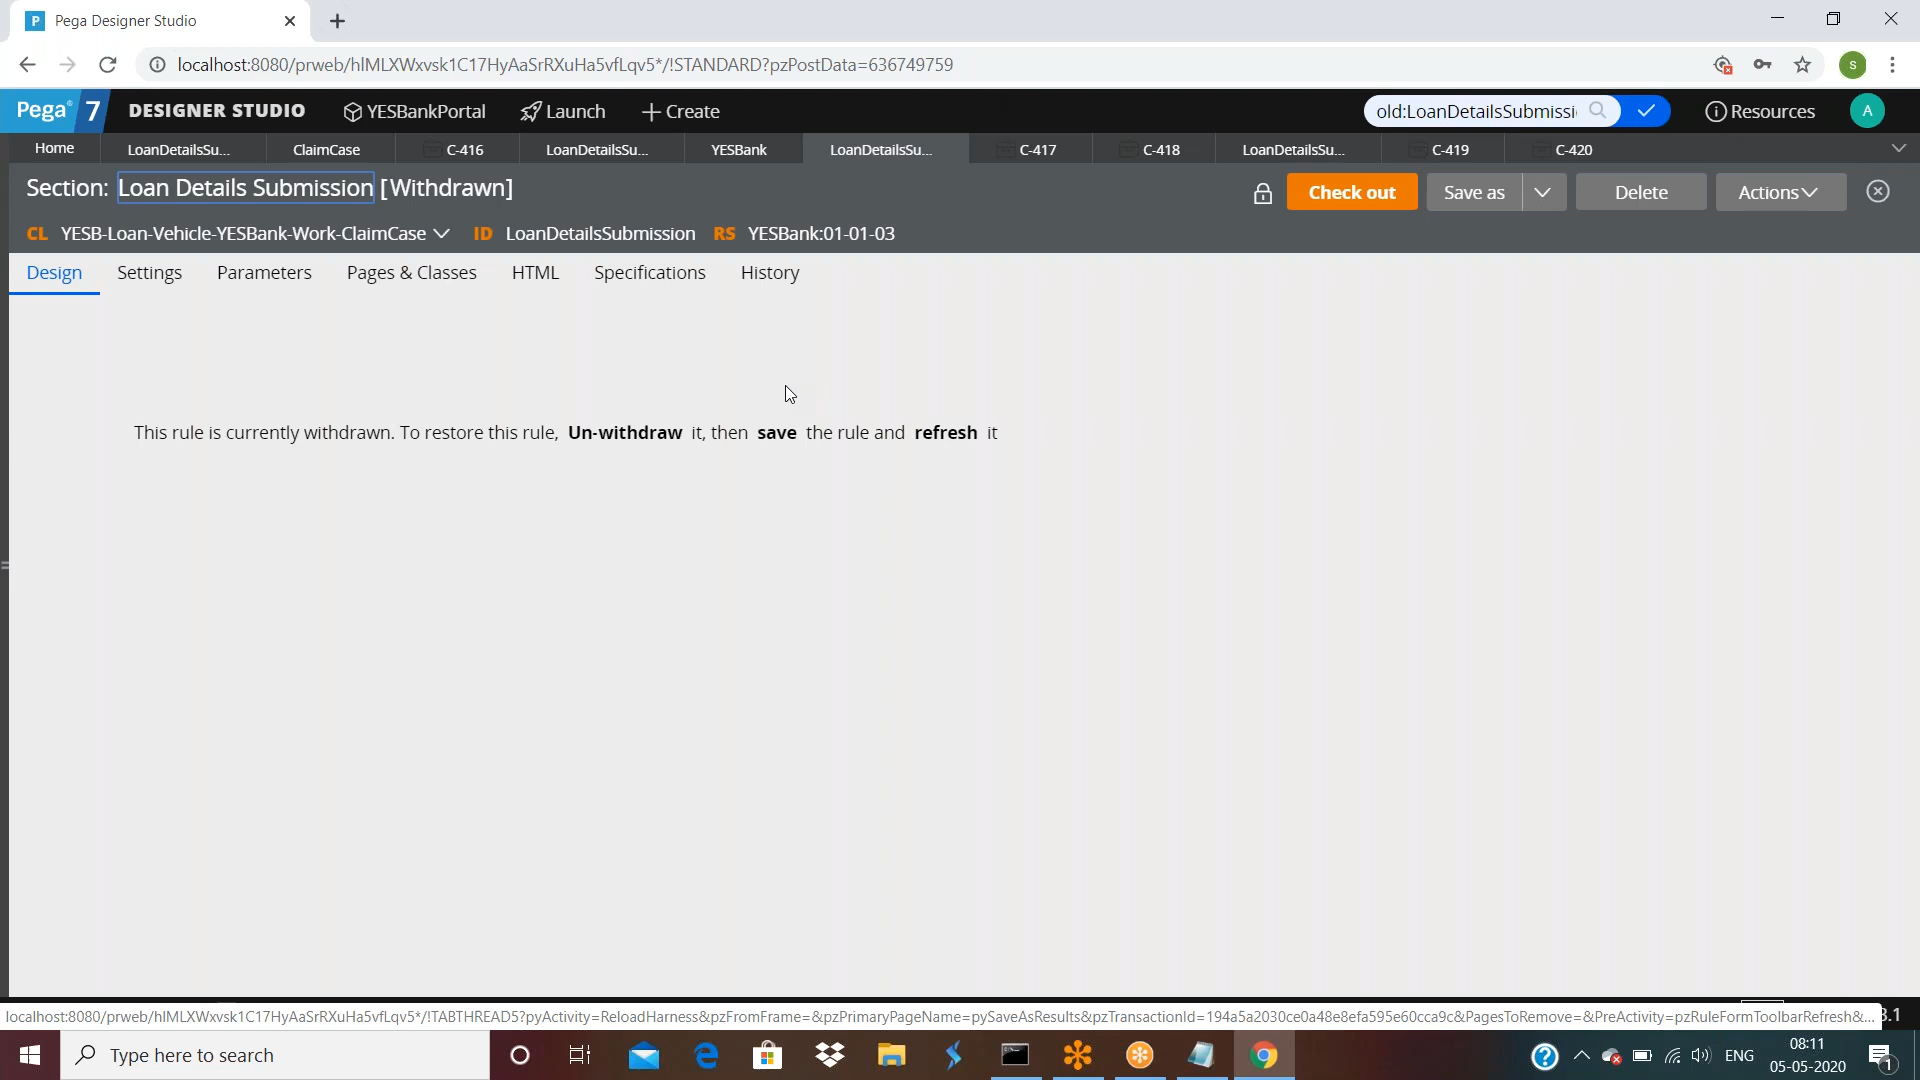 P Pega Designer Studio
localhost:8080/prweb/hIMLXWxvsk1C17HyAaSrRXuHa5vfLqv5*/!STANDARD?pzPostData=636749759
s
Pega 7 DESIGNER STUDIO YESBankPortal Launch Create old:LoanDetailsSubmissi Resources A
Home LoanDetailsSu... ClaimCase C-416 LoanDetailsSu... YESBank LoanDetailsSu... C-417 C-418 LoanDetailsSu... C-419 C-420
Section: Loan Details Submission [Withdrawn] Check out Save as Delete Actions
CL YESB-Loan-Vehicle-YESBank-Work-ClaimCase ID LoanDetailsSubmission RS YESBank:01-01-03
Design Settings Parameters Pages & Classes HTML Specifications History
This rule is currently withdrawn. To restore this rule, Un-withdraw it, then save the rule and refresh it
localhost:8080/prweb/hIMLXWxvsk1C17HyAaSrRXuHa5vfLqv5*/!TABTHREAD5?pyActivity=ReloadHarness&pzFromFrame=&pzPrimaryPageName=pySaveAsResults&pzTransactionId=194a5a2030ce0a48e8efa595e60cca9c&PagesToRemove=&PreActivity=pzRuleFormToolbarRefresh&...
Type here to search ENG 08:11
05-05-2020 1